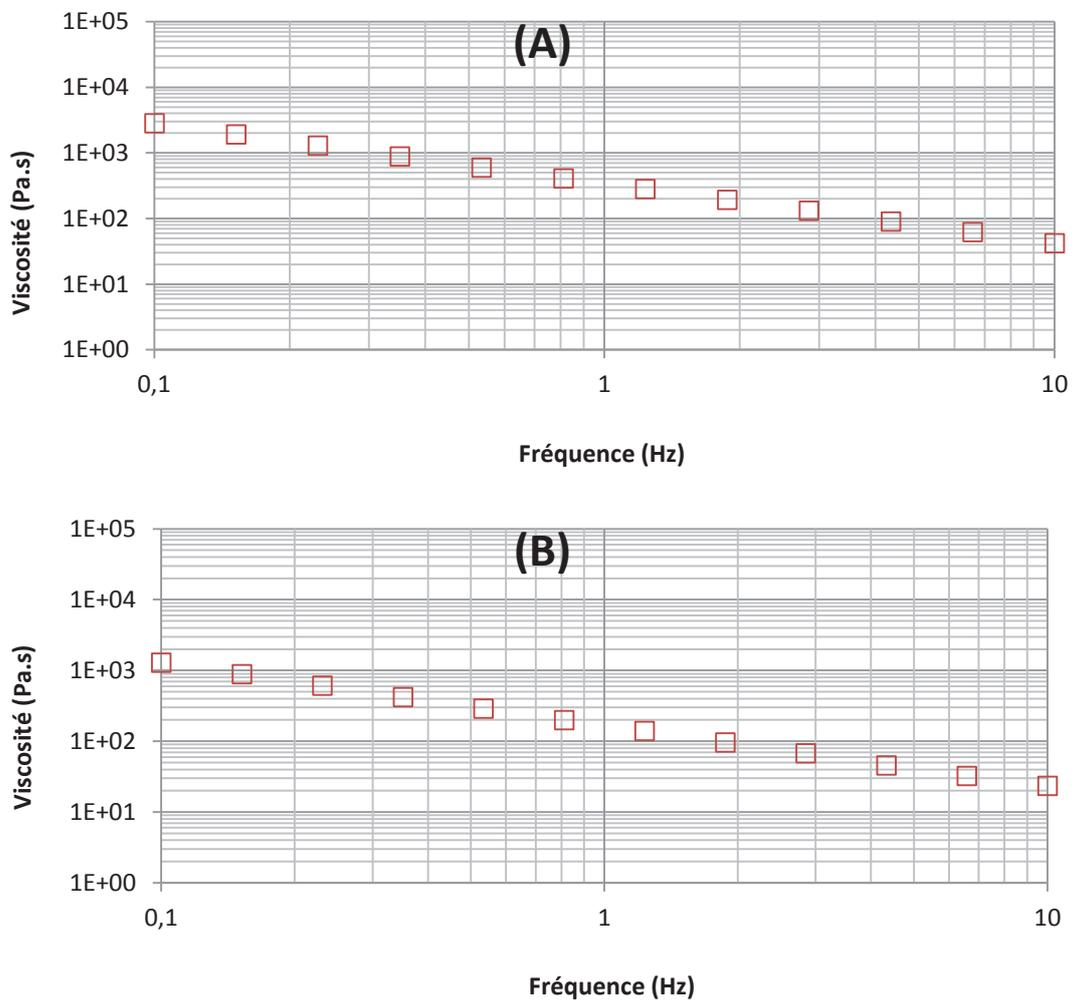 (A)
1E+05
1E+04
1E+03
1E+02
1E+01
1E+00
Viscosité (Pa.s)
0,1 1 10
Fréquence (Hz)
(B)
1E+05
1E+04
1E+03
1E+02
1E+01
1E+00
Viscosité (Pa.s)
0,1 1 10
Fréquence (Hz)